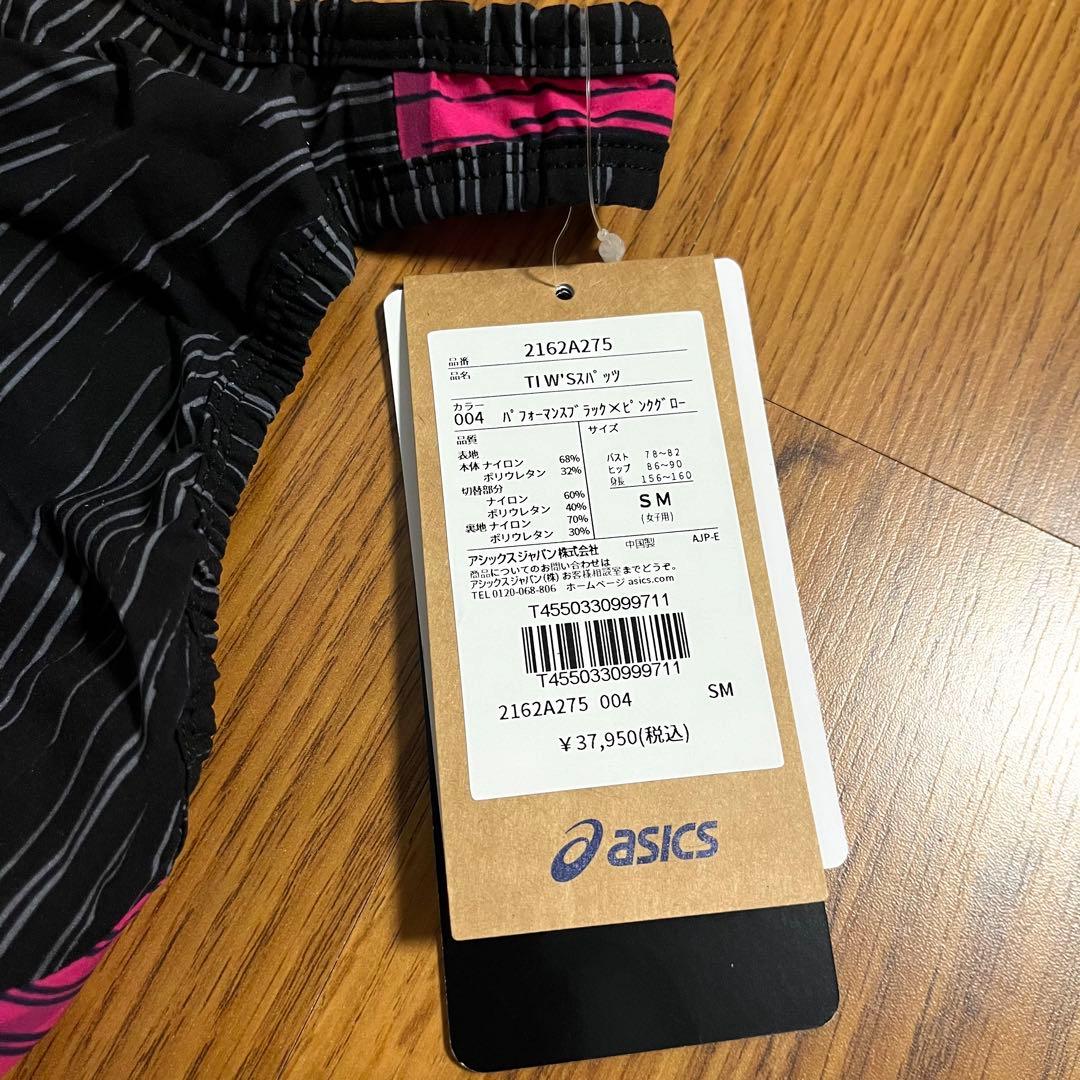 品番 2162A275
品名 TI W'Sｽﾊﾟｯﾂ
カラー
004 ﾊﾟﾌｫｰﾏﾝｽﾌﾞﾗｯｸ×ﾋﾟﾝｸｸﾞﾛｰ
品質
表地
本体 ナイロン 68%
ポリウレタン 32%
切替部分
ナイロン 60%
ポリウレタン 40%
裏地 ナイロン 70%
ポリウレタン 30%
サイズ
バスト 78~82
ヒップ 86~90
身長 156~160
SM
(女子用)
アシックスジャパン株式会社 中国製 AJP-E
商品についてのお問い合わせは
アシックスジャパン(株)お客様相談室までどうぞ。
TEL 0120-068-806 ホームページ asics.com
T4550330999711
T4550330999711
2162A275 004 SM
¥37,950(税込)
asics